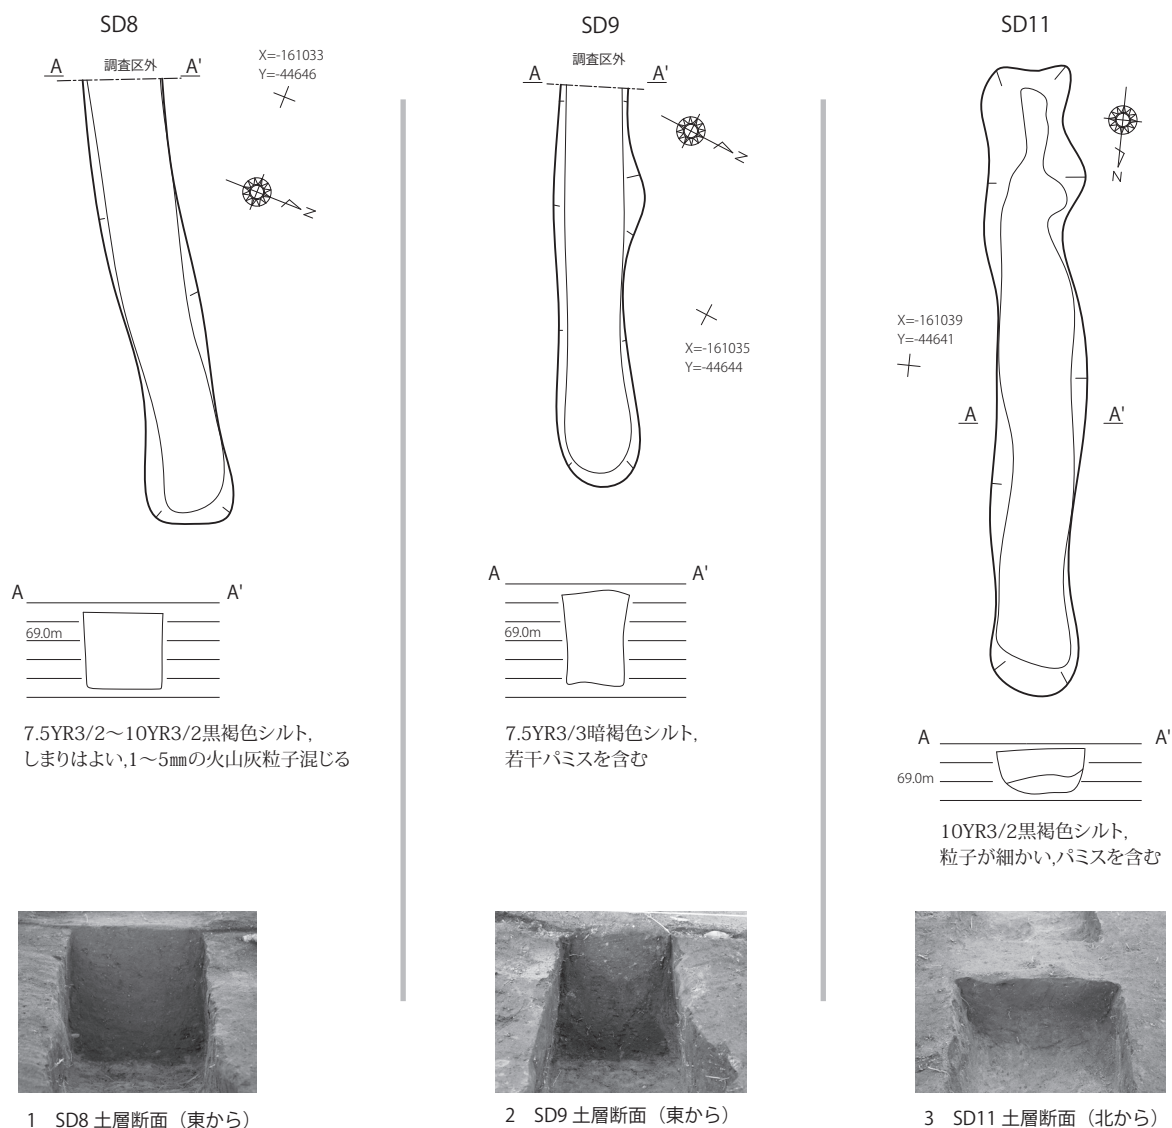 SD8
A
調査区外
A'
X=-161033
Y=-44646
N
A
A'
69.0m
7.5YR3/2～10YR3/2黒褐色シルト,
しまりはよい,1～5㎜の火山灰粒子混じる
1 SD8 土層断面（東から）
SD9
調査区外
A
A'
N
X=-161035
Y=-44644
A
A'
69.0m
7.5YR3/3暗褐色シルト,
若干パミスを含む
2 SD9 土層断面（東から）
SD11
N
X=-161039
Y=-44641
A
A'
A
A'
69.0m
10YR3/2黒褐色シルト,
粒子が細かい,パミスを含む
3 SD11 土層断面（北から）